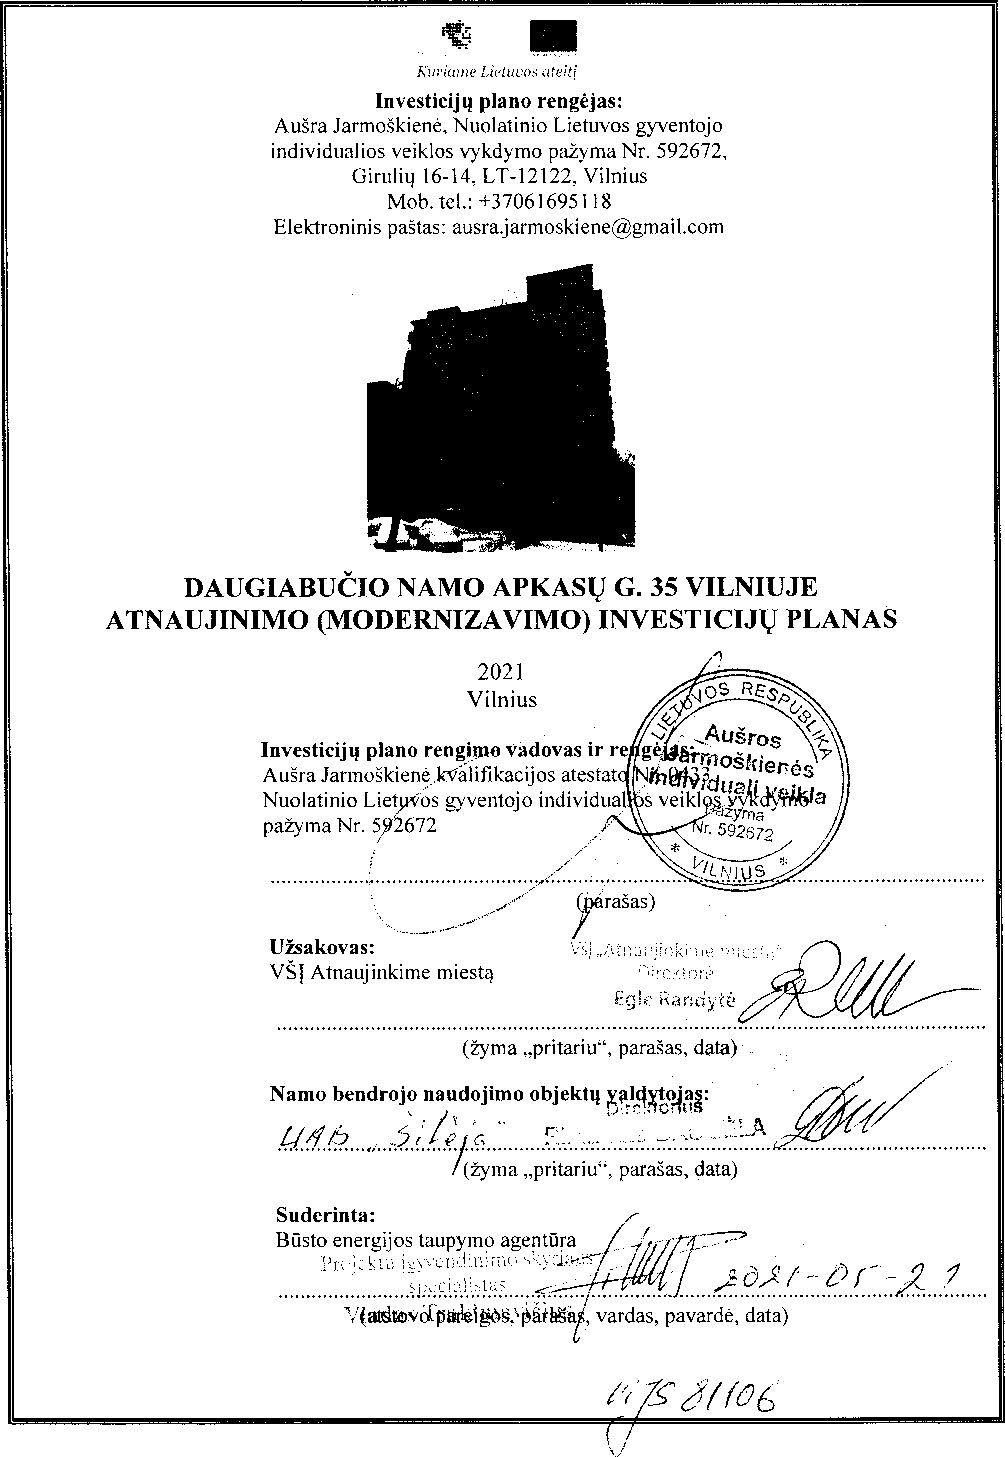 Kuriame Lietuvos ateitį
Investicijų plano rengėjas:
Aušra Jarmoškienė, Nuolatinio Lietuvos gyventojo
individualios veiklos vykdymo pažyma Nr. 592672,
Girulių 16-14, LT-12122, Vilnius
Mob. tel.: +37061695118
Elektroninis paštas: ausra.jarmoskiene@gmail.com
DAUGIABUČIO NAMO APKASŲ G. 35 VILNIUJE
ATNAUJINIMO (MODERNIZAVIMO) INVESTICIJŲ PLANAS
2021
Vilnius
LIETUVOS RESPUBLIKA
Aušros
Jarmoškienės
individuali veikla
pažyma
Nr. 592672
* VILNIUS *
Investicijų plano rengimo vadovas ir rengėjas:
Aušra Jarmoškienė kvalifikacijos atestato Nr. 0433
Nuolatinio Lietuvos gyventojo individualios veiklos vykdymo
pažyma Nr. 592672
(parašas)
Užsakovas:
VŠĮ Atnaujinkime miestą
VšĮ „Atnaujinkime miestą“
Direktorė
Eglė Randytė
(žyma „pritariu“, parašas, data)
Namo bendrojo naudojimo objektų valdytojas:
Direktorius
UAB „Šilėja“
(žyma „pritariu“, parašas, data)
Suderinta:
Būsto energijos taupymo agentūra
Projektų įgyvendinimo skyriaus
specialistas
2021-05-21
(atstovo pareigos, parašas, vardas, pavardė, data)
81106